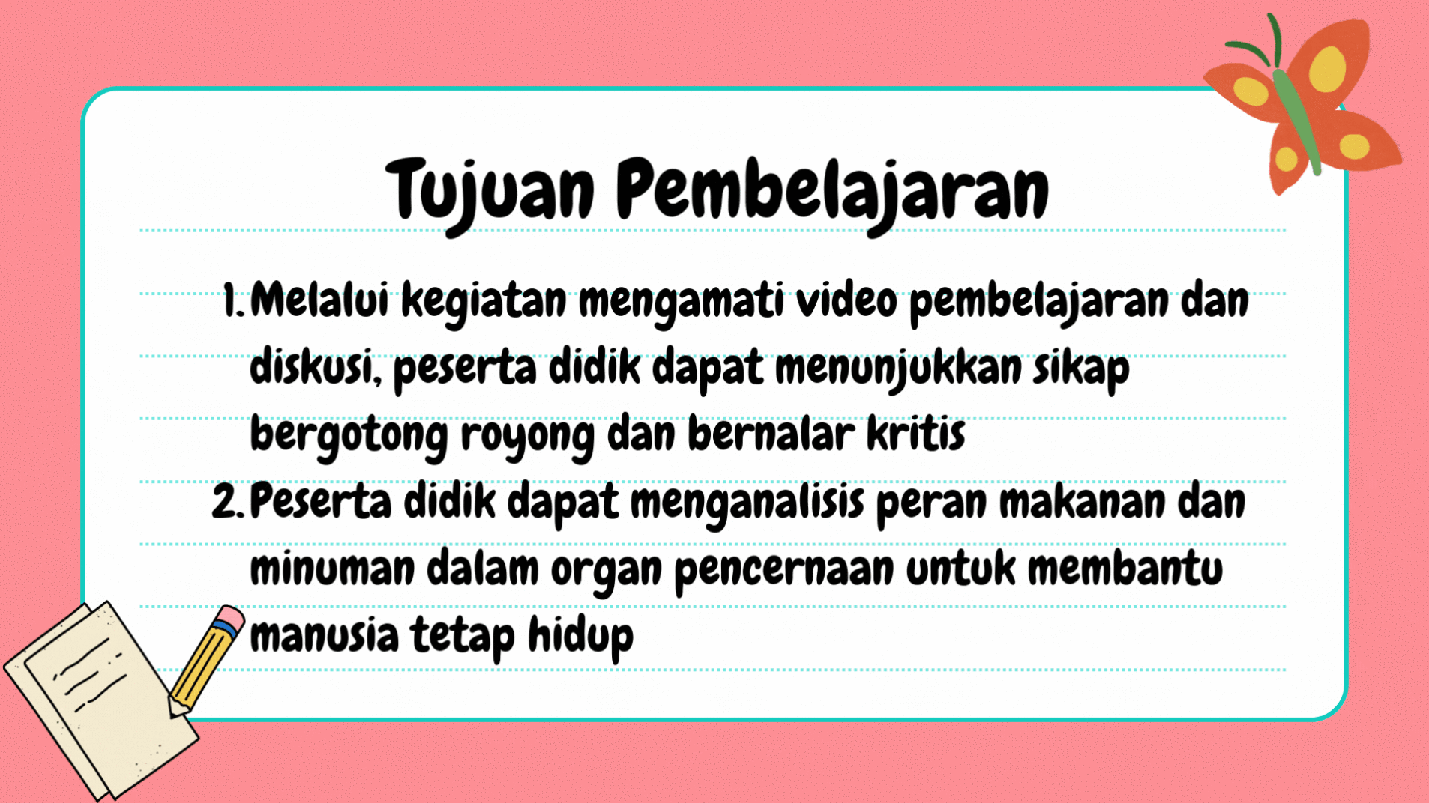 Tujuan Pembelajaran
1. Melalui kegiatan mengamati video pembelajaran dan
diskusi, peserta didik dapat menunjukkan sikap
bergotong royong dan bernalar kritis
2. Peserta didik dapat menganalisis peran makanan dan
minuman dalam organ pencernaan untuk membantu
manusia tetap hidup